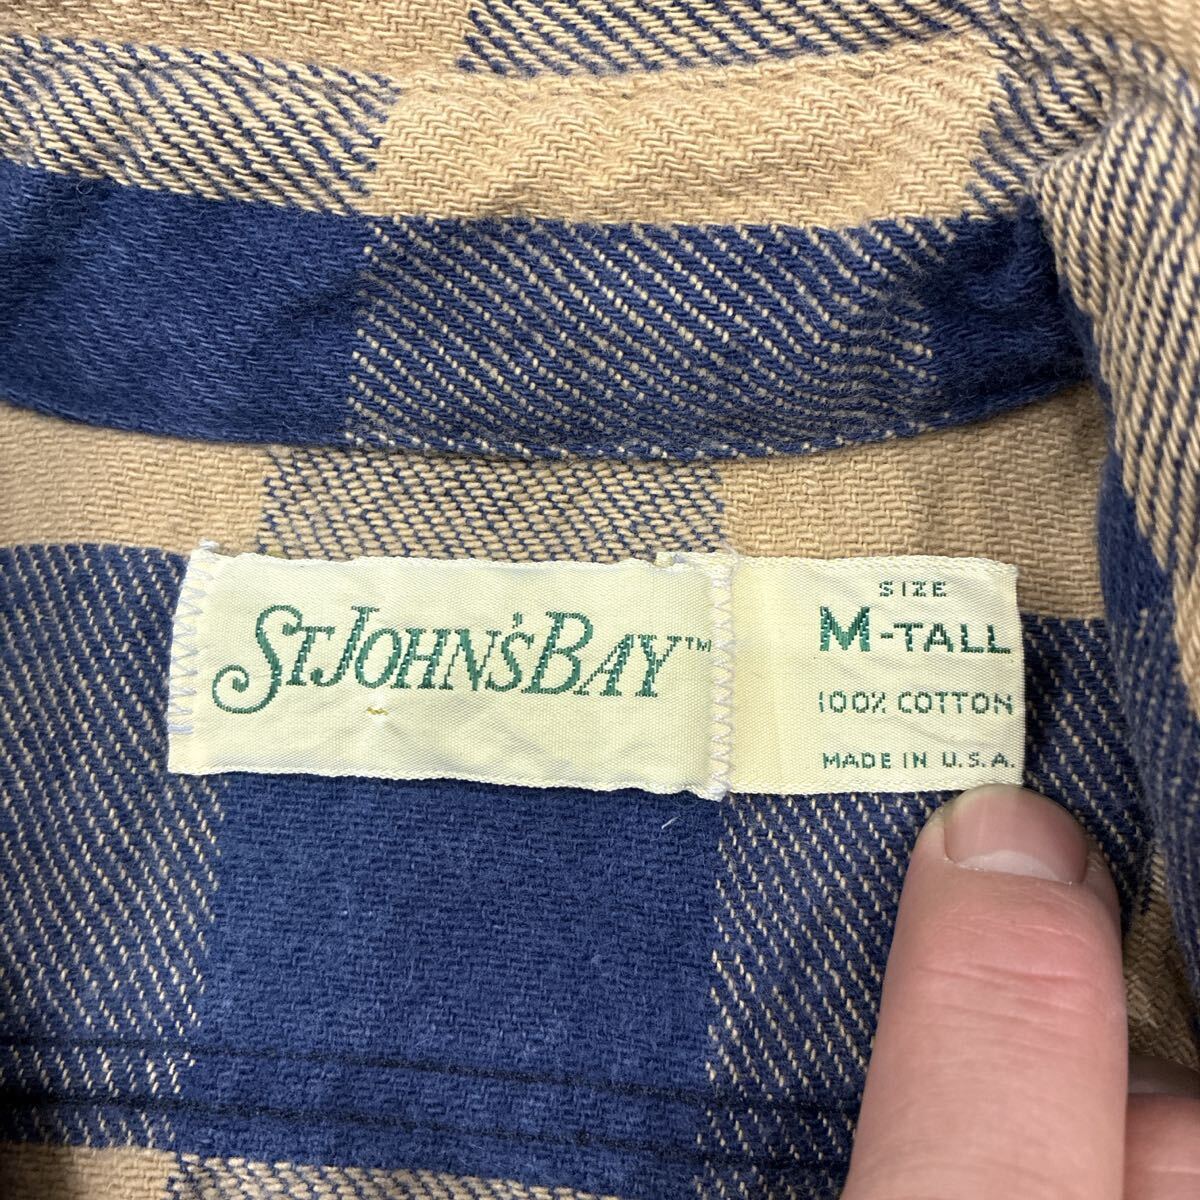 ST. JOHN'S BAY™
SIZE
M-TALL
100% COTTON
MADE IN U.S.A.